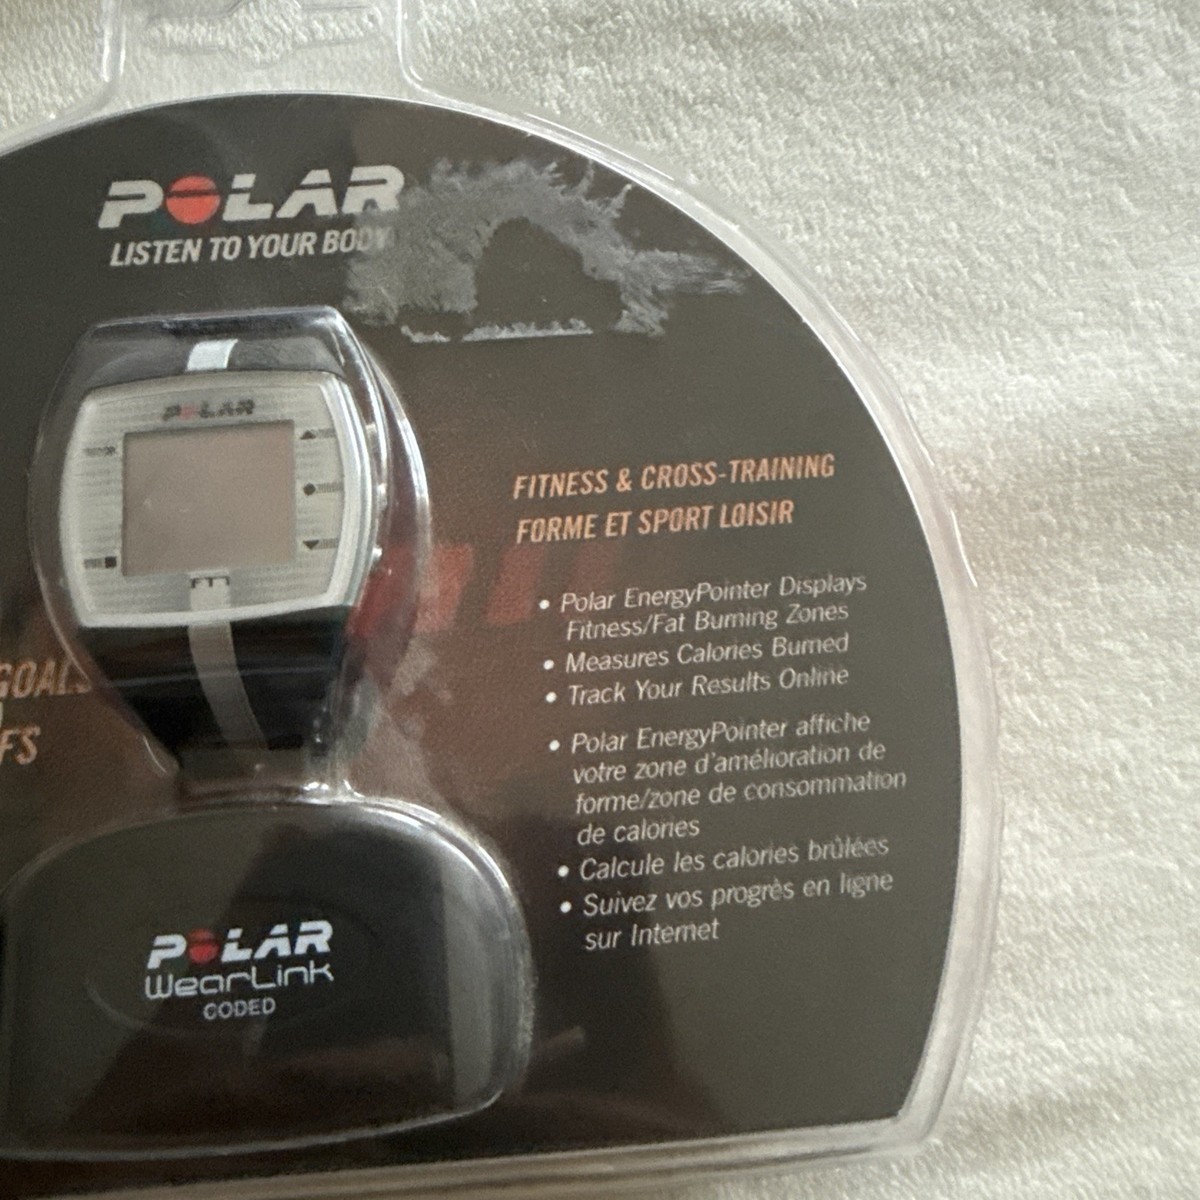 POLAR
LISTEN TO YOUR BODY
POLAR
FITNESS & CROSS-TRAINING
FORME ET SPORT LOISIR
• Polar EnergyPointer Displays
Fitness/Fat Burning Zones
• Measures Calories Burned
• Track Your Results Online
GOALS
FS
• Polar EnergyPointer affiche
votre zone d'amélioration de
forme/zone de consommation
de calories
• Calcule les calories brûlées
• Suivez vos progrès en ligne
sur Internet
POLAR
WearLink
CODED